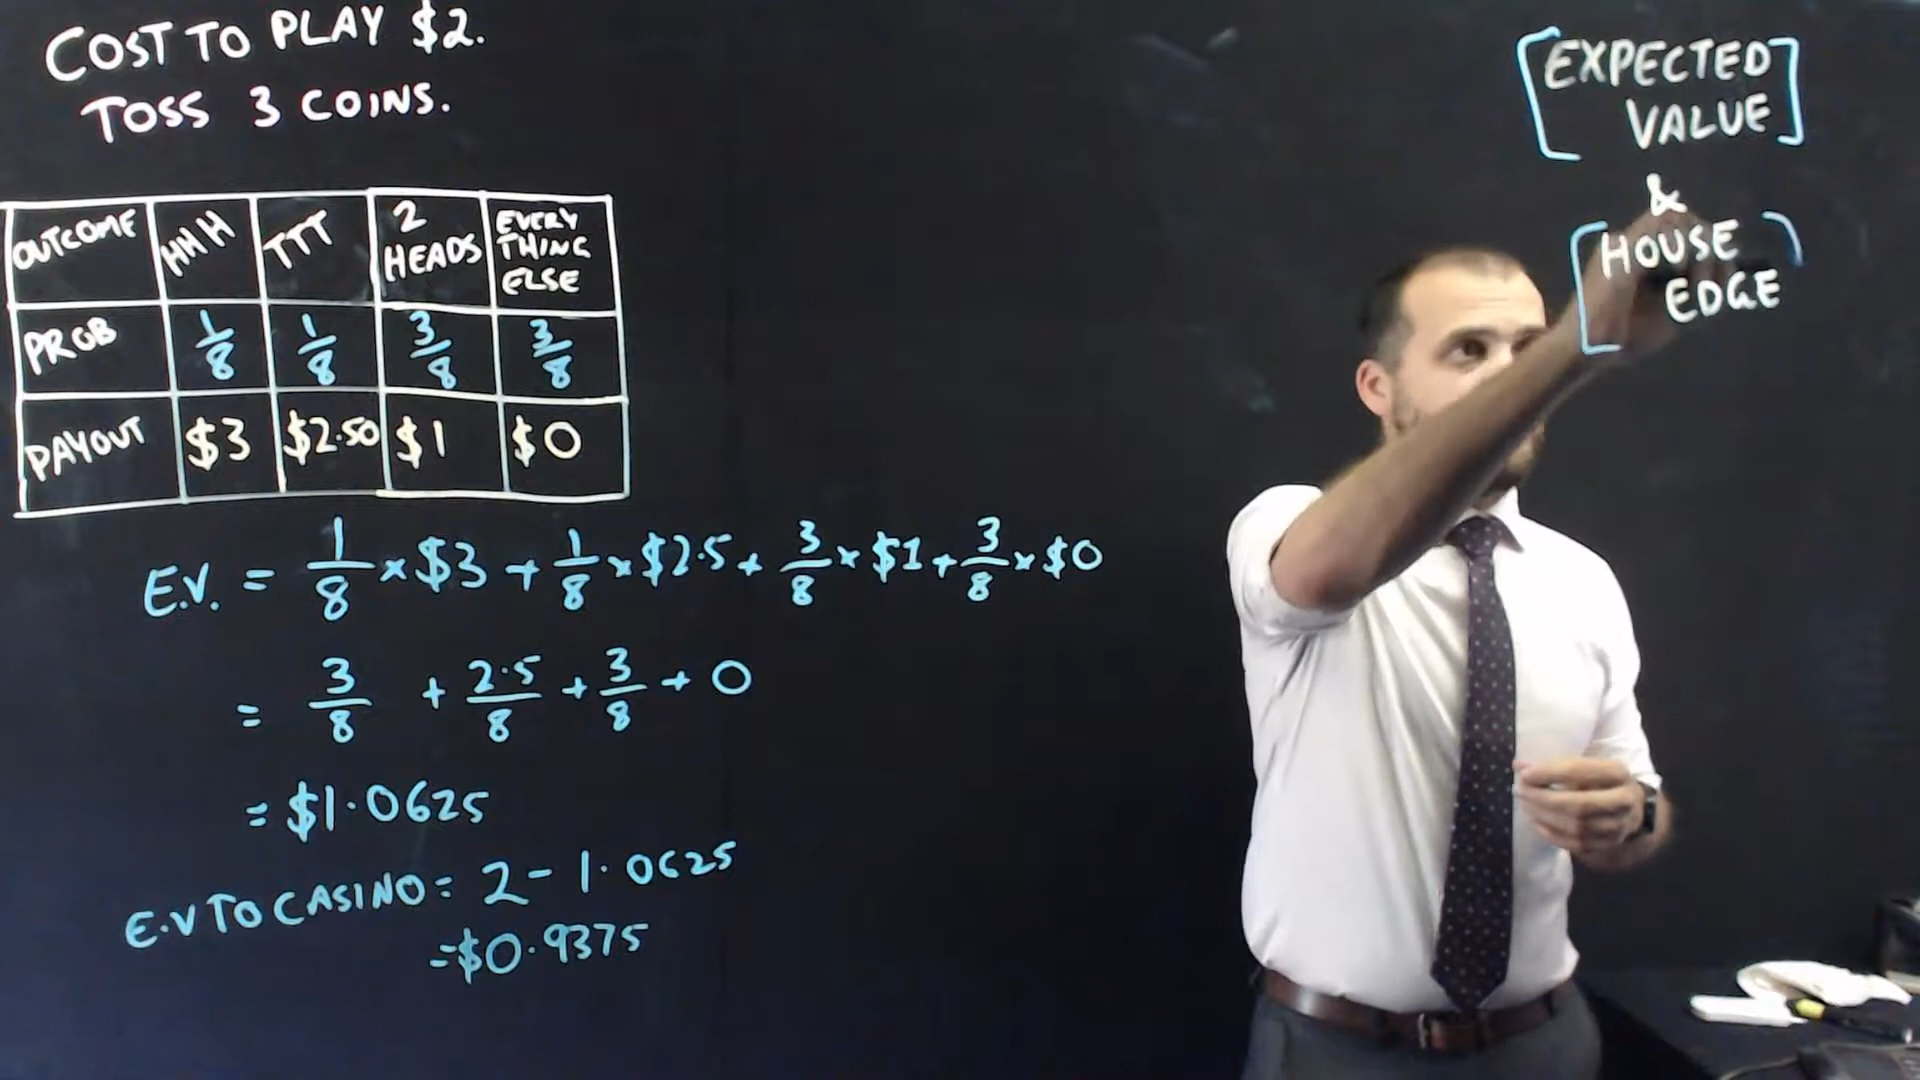 COST TO PLAY $2.
TOSS 3 COINS.
OUTCOME HHH TTT 2 HEADS EVERY THING ELSE
PROB 1/8 1/8 3/8 3/8
PAYOUT $3 $2.50 $1 $0
E.V. = 1/8 × $3 + 1/8 × $2.5 + 3/8 × $1 + 3/8 × $0
= 3/8 + 2.5/8 + 3/8 + 0
= $1.0625
E.V TO CASINO = 2 - 1.0625
= $0.9375
[EXPECTED
VALUE]
&
[HOUSE
EDGE